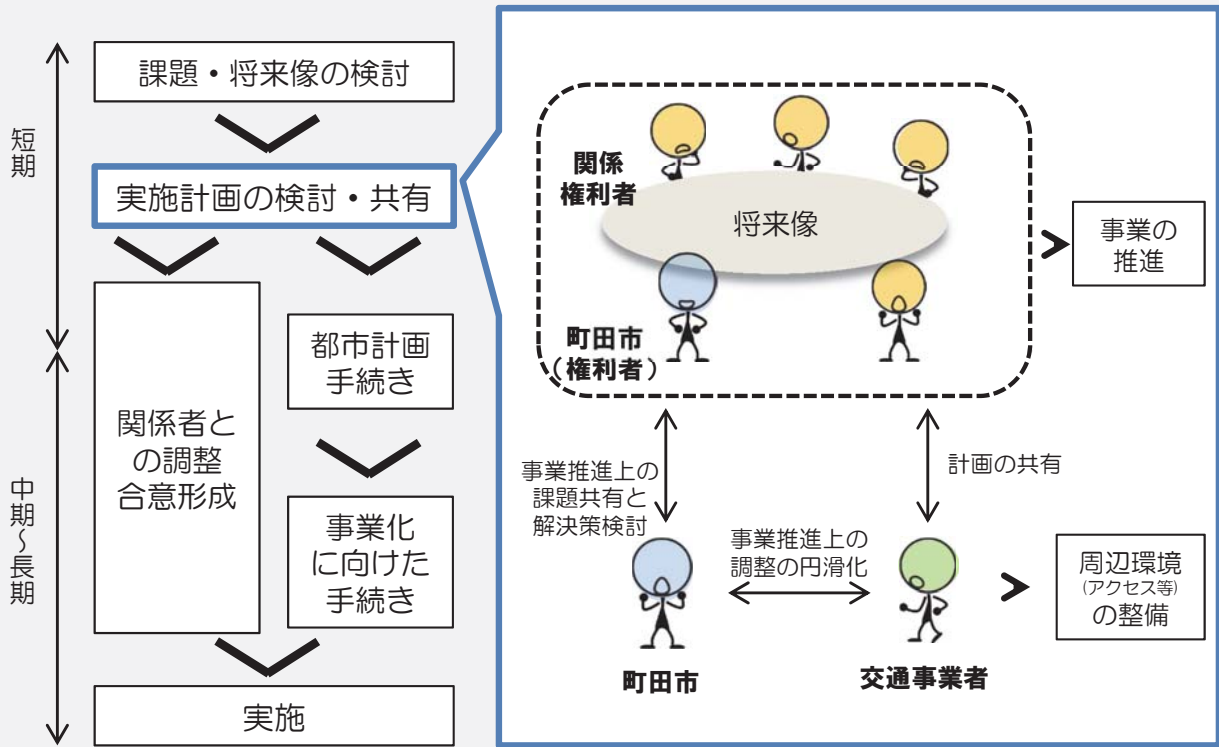 短期
中期～長期
課題・将来像の検討
実施計画の検討・共有
関係者と
の調整
合意形成
都市計画
手続き
事業化
に向けた
手続き
実施
関係
権利者
将来像
町田市
（権利者）
事業の
推進
事業推進上の
課題共有と
解決策検討
計画の共有
事業推進上の
調整の円滑化
町田市
交通事業者
周辺環境
(アクセス等)
の整備